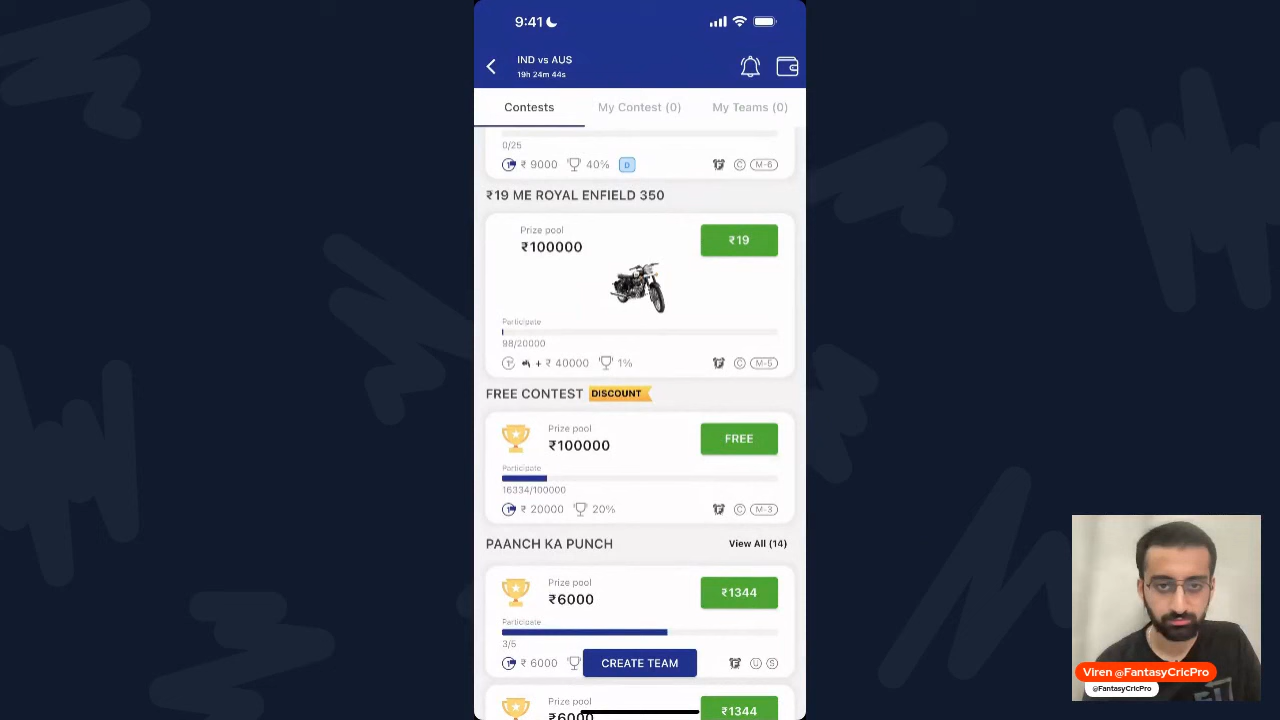 9:41
IND vs AUS
19h 24m 44s
Contests
My Contest (0)
My Teams (0)
0/25
₹ 9000
40%
D
C
M-6
₹19 ME ROYAL ENFIELD 350
Prize pool
₹100000
₹19
Participate
98/20000
+ ₹ 40000
1%
C
M-5
FREE CONTEST
DISCOUNT
Prize pool
₹100000
FREE
Participate
16334/100000
₹ 20000
20%
C
M-3
PAANCH KA PUNCH
View All (14)
Prize pool
₹6000
₹1344
Participate
3/5
₹ 6000
CREATE TEAM
U
S
Prize pool
₹6000
₹1344
Viren @FantasyCricPro
@FantasyCricPro